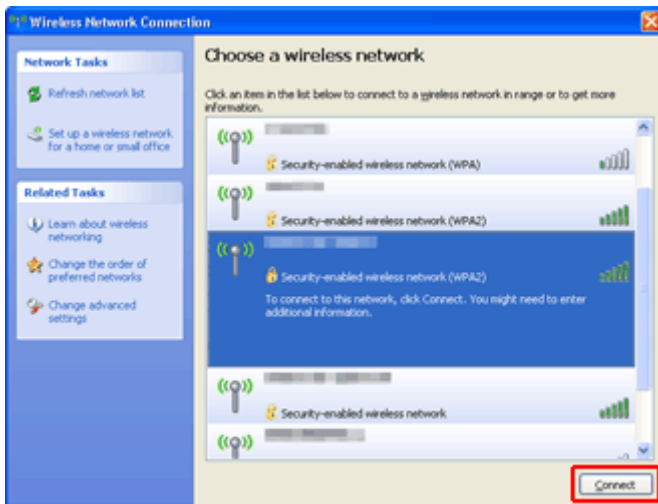 Wireless Network Connection
Network Tasks
Refresh network list
Set up a wireless network
for a home or small office
Related Tasks
Learn about wireless
networking
Change the order of
preferred networks
Change advanced
settings
Choose a wireless network
Click an item in the list below to connect to a wireless network in range or to get more
information.
Security-enabled wireless network (WPA)
Security-enabled wireless network (WPA2)
Security-enabled wireless network (WPA2)
To connect to this network, click Connect. You might need to enter
additional information.
Security-enabled wireless network
Connect